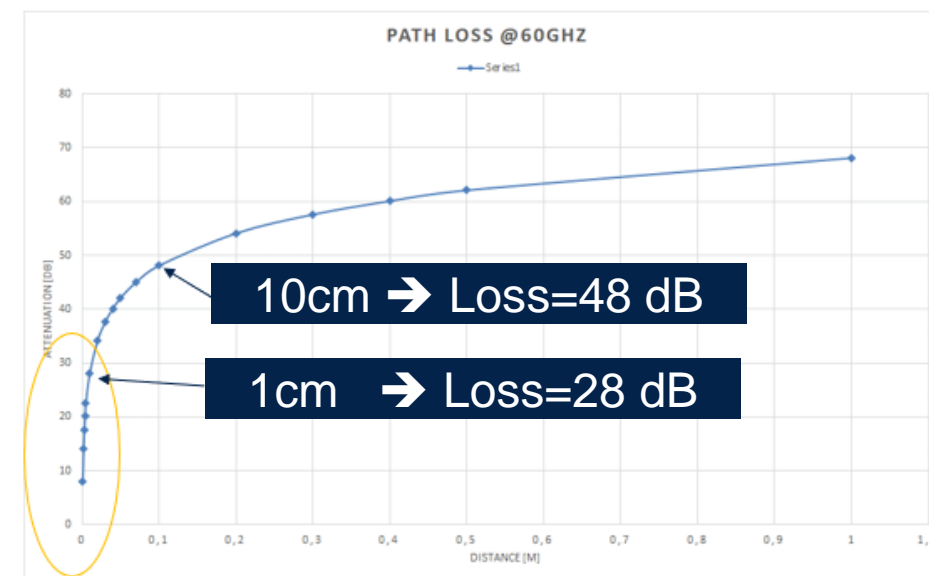 PATH LOSS @60GHZ
Series1
80
70
60
50
40
30
20
10
0
ATTENUATION [DB]
10cm ➔ Loss=48 dB
1cm ➔ Loss=28 dB
0 0,1 0,2 0,3 0,4 0,5 0,6 0,7 0,8 0,9 1 1,
DISTANCE [M]